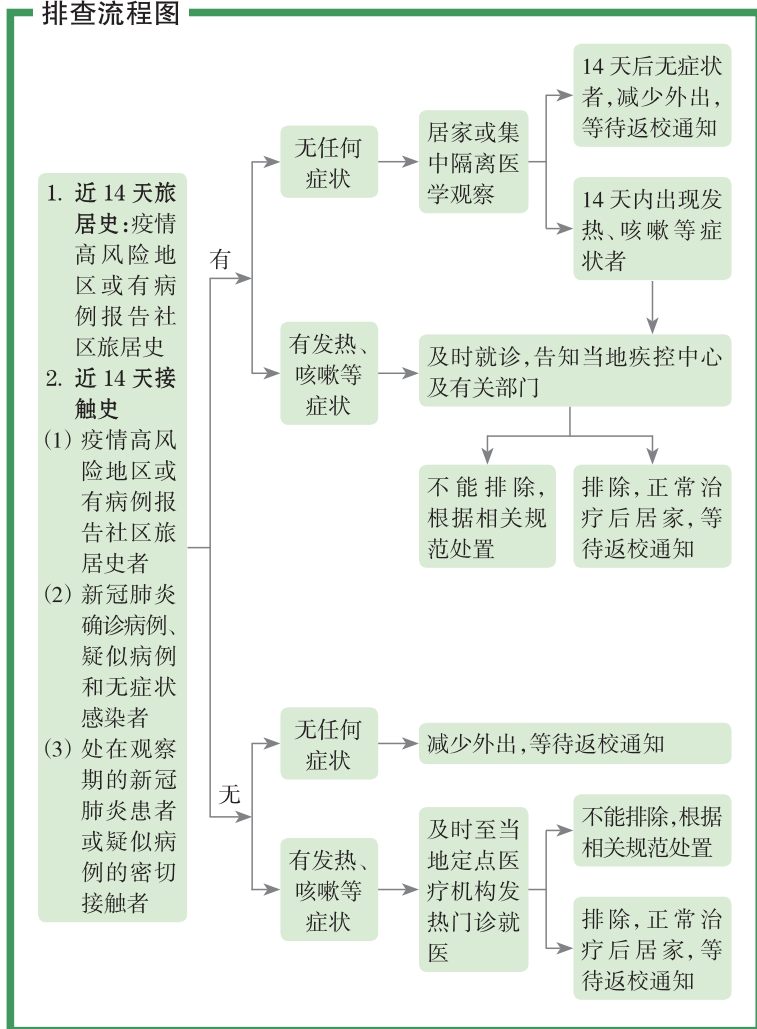 排查流程图
1. 近 14 天旅
居史:疫情
高风险地
区或有病
例报告社
区旅居史
2. 近 14 天接
触史
(1) 疫情高风
险地区或
有病例报
告社区旅
居史者
(2) 新冠肺炎
确诊病例、
疑似病例
和无症状
感染者
(3) 处在观察
期的新冠
肺炎患者
或疑似病
例的密切
接触者
有
无任何
症状
居家或集
中隔离医
学观察
14 天后无症状
者,减少外出,
等待返校通知
14 天内出现发
热、咳嗽等症
状者
有发热、
咳嗽等
症状
及时就诊,告知当地疾控中心
及有关部门
不能排除,
根据相关规
范处置
排除,正常治
疗后居家,等
待返校通知
无
无任何
症状
减少外出,等待返校通知
有发热、
咳嗽等
症状
及时至当
地定点医
疗机构发
热门诊就
医
不能排除,根据
相关规范处置
排除,正常治
疗后居家,等
待返校通知